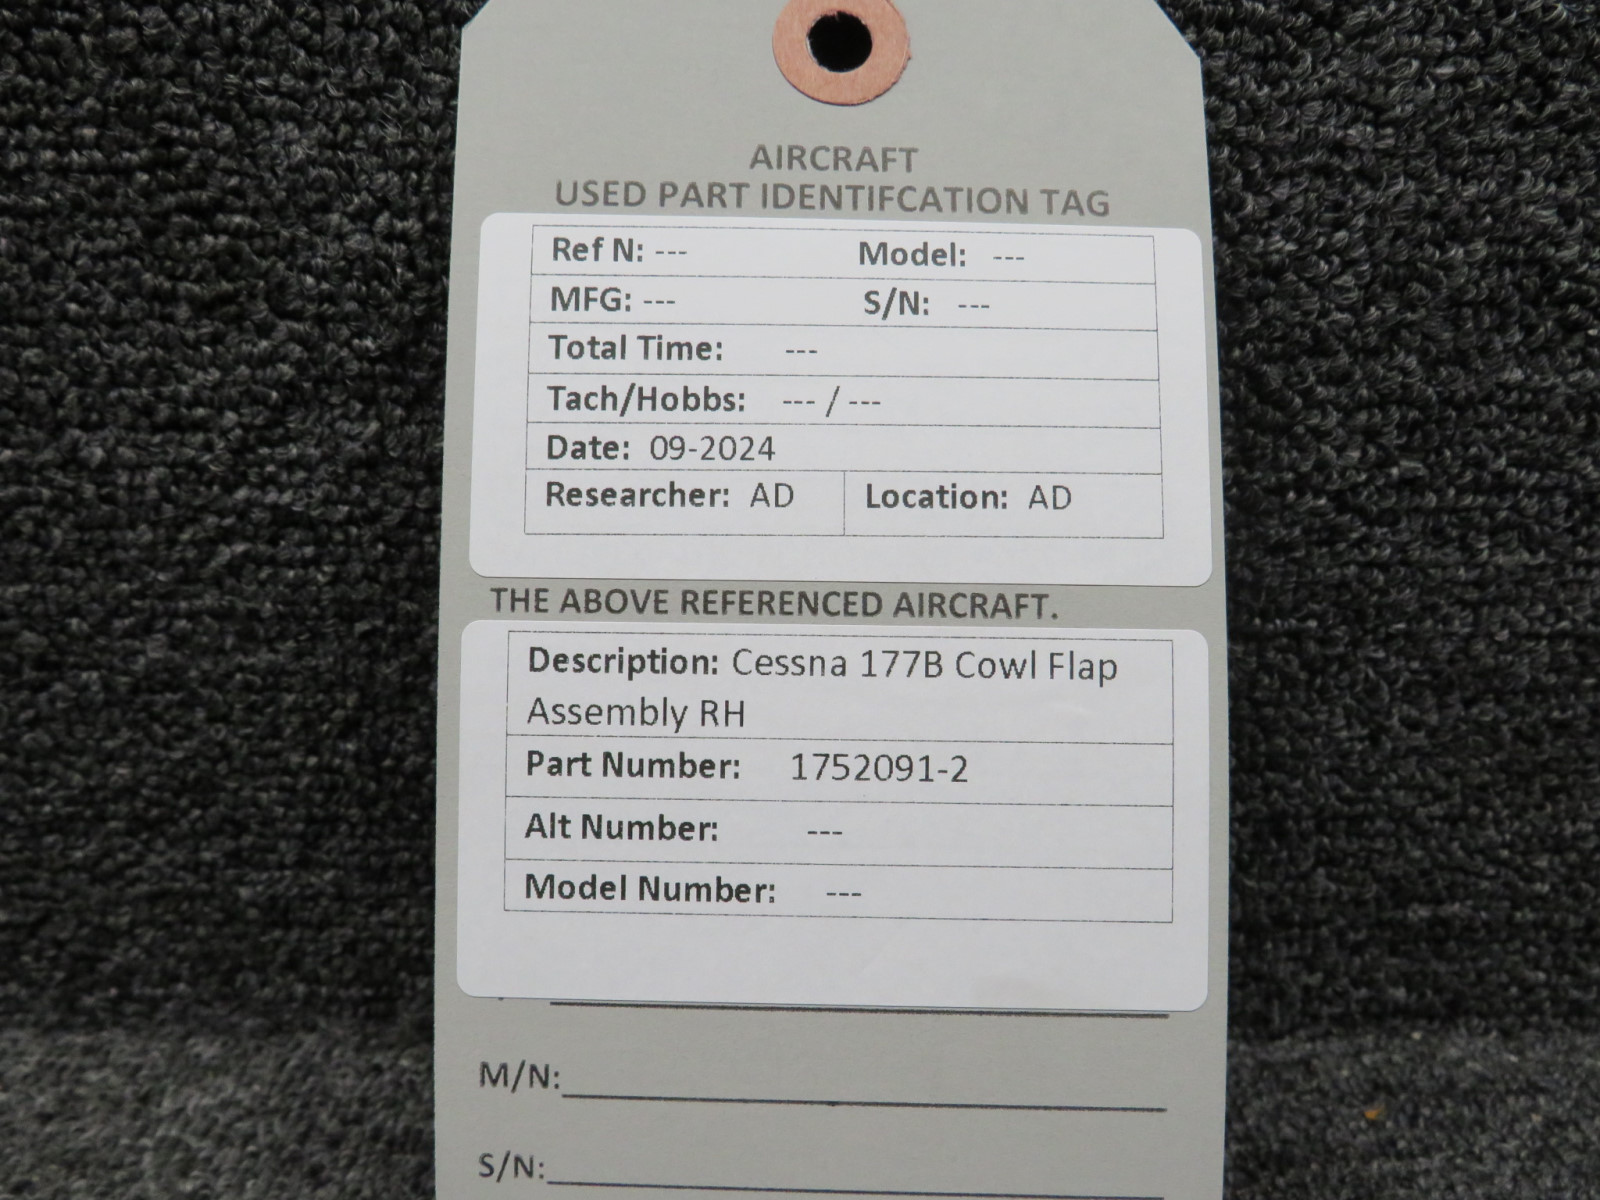 AIRCRAFT
USED PART IDENTIFCATION TAG
Ref N: --- Model: ---
MFG: --- S/N: ---
Total Time: ---
Tach/Hobbs: --- / ---
Date: 09-2024
Researcher: AD Location: AD
THE ABOVE REFERENCED AIRCRAFT.
Description: Cessna 177B Cowl Flap
Assembly RH
Part Number: 1752091-2
Alt Number: ---
Model Number: ---
M/N:
S/N: